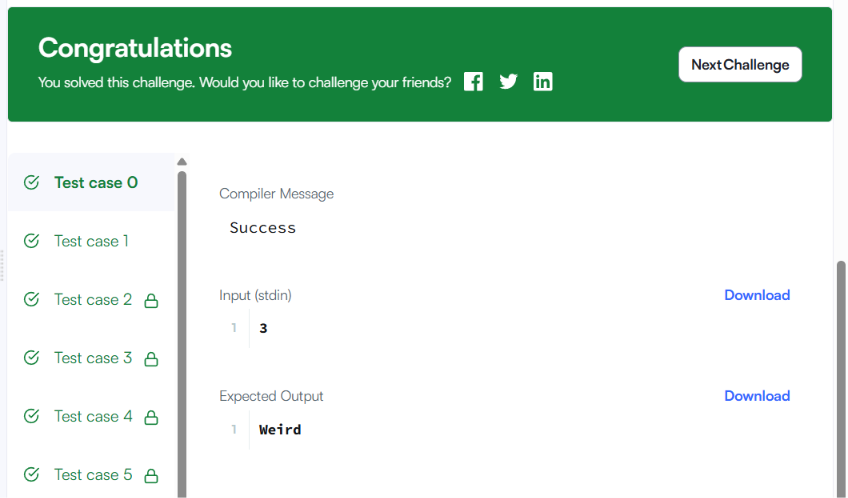 Congratulations
You solved this challenge. Would you like to challenge your friends?
Next Challenge
Test case 0
Test case 1
Test case 2
Test case 3
Test case 4
Test case 5
Compiler Message
Success
Input (stdin)
Download
1 3
Expected Output
Download
1 Weird